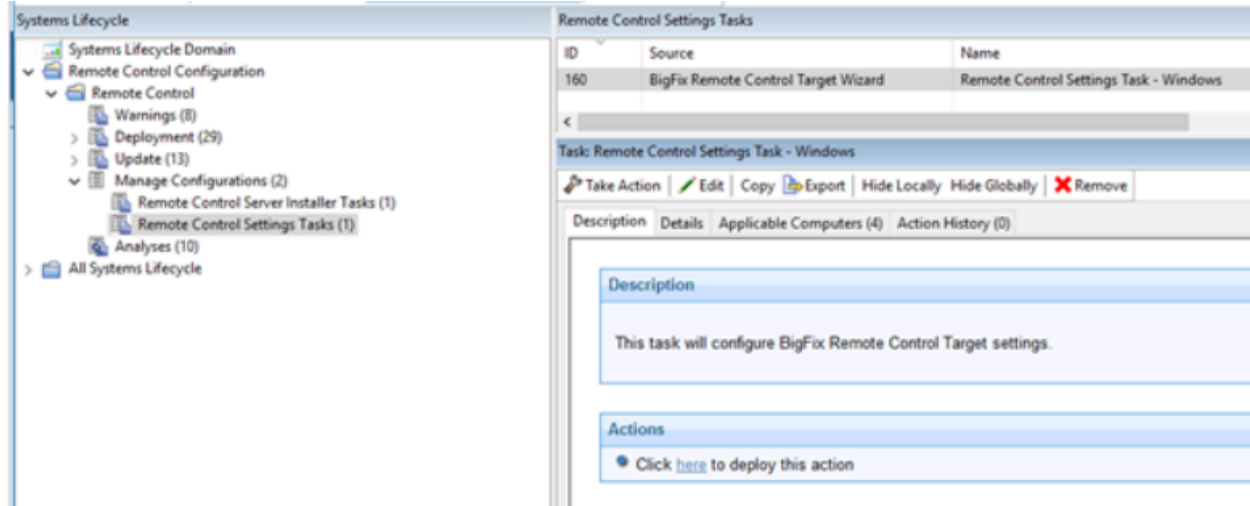 Systems Lifecycle
Systems Lifecycle Domain
Remote Control Configuration
Remote Control
Warnings (8)
Deployment (29)
Update (13)
Manage Configurations (2)
Remote Control Server Installer Tasks (1)
Remote Control Settings Tasks (1)
Analyses (10)
All Systems Lifecycle
Remote Control Settings Tasks
ID Source Name
160 BigFix Remote Control Target Wizard Remote Control Settings Task - Windows
Task: Remote Control Settings Task - Windows
Take Action Edit Copy Export Hide Locally Hide Globally Remove
Description Details Applicable Computers (4) Action History (0)
Description
This task will configure BigFix Remote Control Target settings.
Actions
Click here to deploy this action